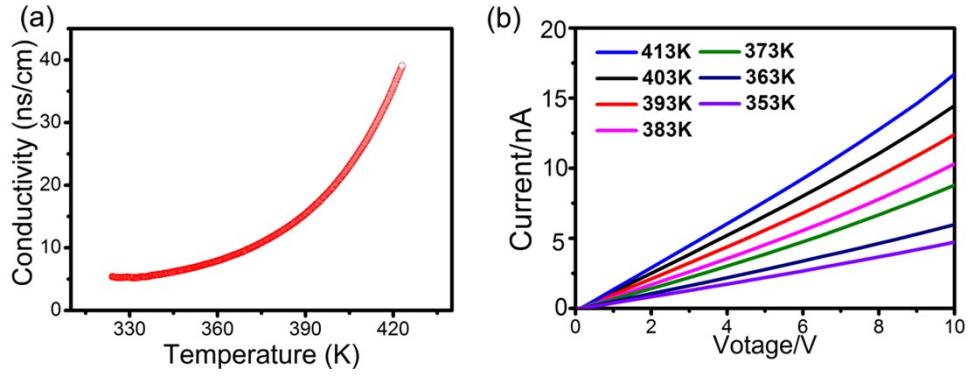 (a)
Conductivity (ns/cm)
40
30
20
10
0
330 360 390 420
Temperature (K)
(b)
Current/nA
20
15
10
5
0
413K 373K
403K 363K
393K 353K
383K
0 2 4 6 8 10
Votage/V